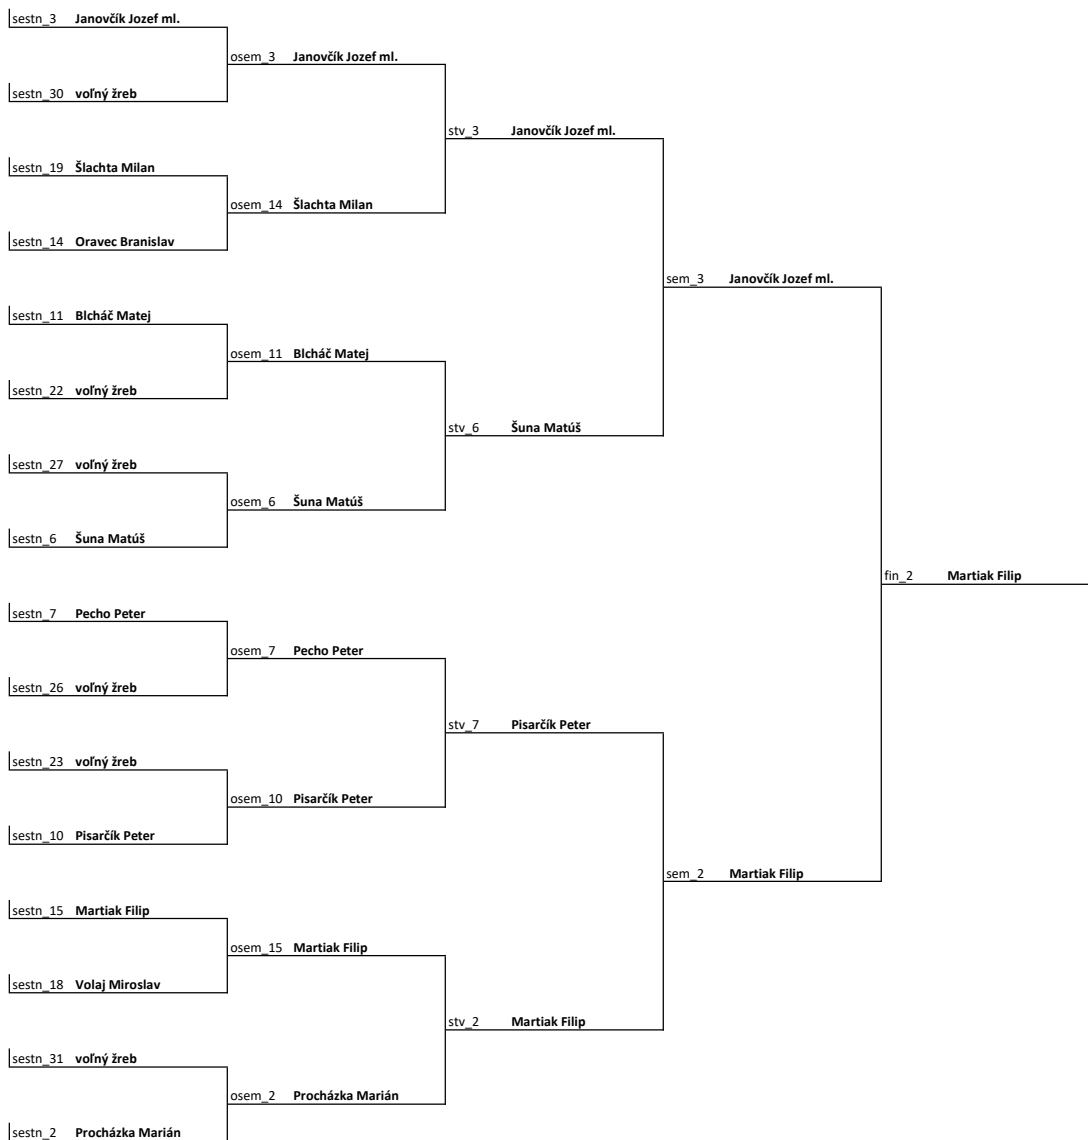 sestn_3 Janovčík Jozef ml.
osem_3 Janovčík Jozef ml.
sestn_30 voľný žreb
stv_3 Janovčík Jozef ml.
sestn_19 Šlachta Milan
osem_14 Šlachta Milan
sestn_14 Oravec Branislav
sem_3 Janovčík Jozef ml.
sestn_11 Blcháč Matej
osem_11 Blcháč Matej
sestn_22 voľný žreb
stv_6 Šuna Matúš
sestn_27 voľný žreb
osem_6 Šuna Matúš
sestn_6 Šuna Matúš
fin_2 Martiak Filip
sestn_7 Pecho Peter
osem_7 Pecho Peter
sestn_26 voľný žreb
stv_7 Pisarčík Peter
sestn_23 voľný žreb
osem_10 Pisarčík Peter
sestn_10 Pisarčík Peter
sem_2 Martiak Filip
sestn_15 Martiak Filip
osem_15 Martiak Filip
sestn_18 Volaj Miroslav
stv_2 Martiak Filip
sestn_31 voľný žreb
osem_2 Procházka Marián
sestn_2 Procházka Marián